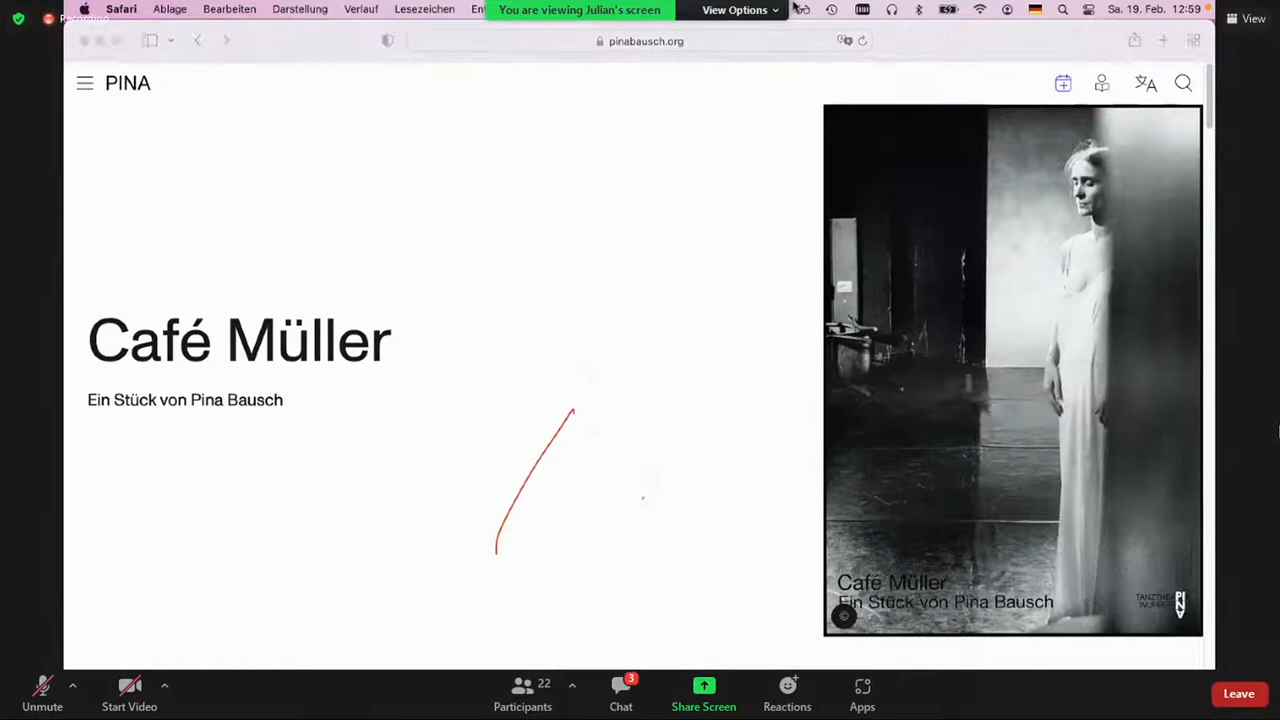 Safari Ablage Bearbeiten Darstellung Verlauf Lesezeichen
You are viewing Julian's screen View Options
Sa. 19. Feb. 12:59
View
Recording
pinabausch.org
PINA
Café Müller
Ein Stück von Pina Bausch
Café Müller
Ein Stück von Pina Bausch
PINA
©
Unmute
Start Video
22
Participants
3
Chat
Share Screen
Reactions
Apps
Leave